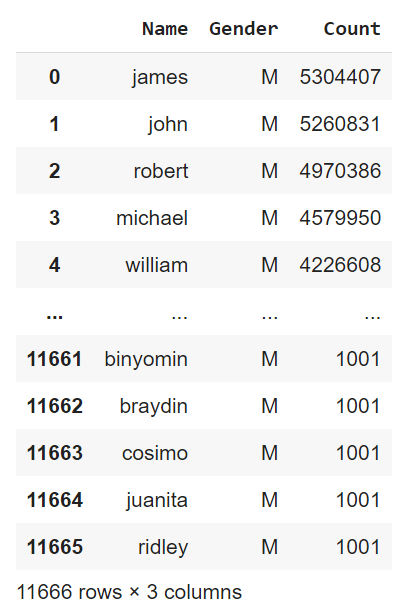 Name Gender Count
0 james M 5304407
1 john M 5260831
2 robert M 4970386
3 michael M 4579950
4 william M 4226608
... ... ... ...
11661 binyomin M 1001
11662 braydin M 1001
11663 cosimo M 1001
11664 juanita M 1001
11665 ridley M 1001
11666 rows × 3 columns